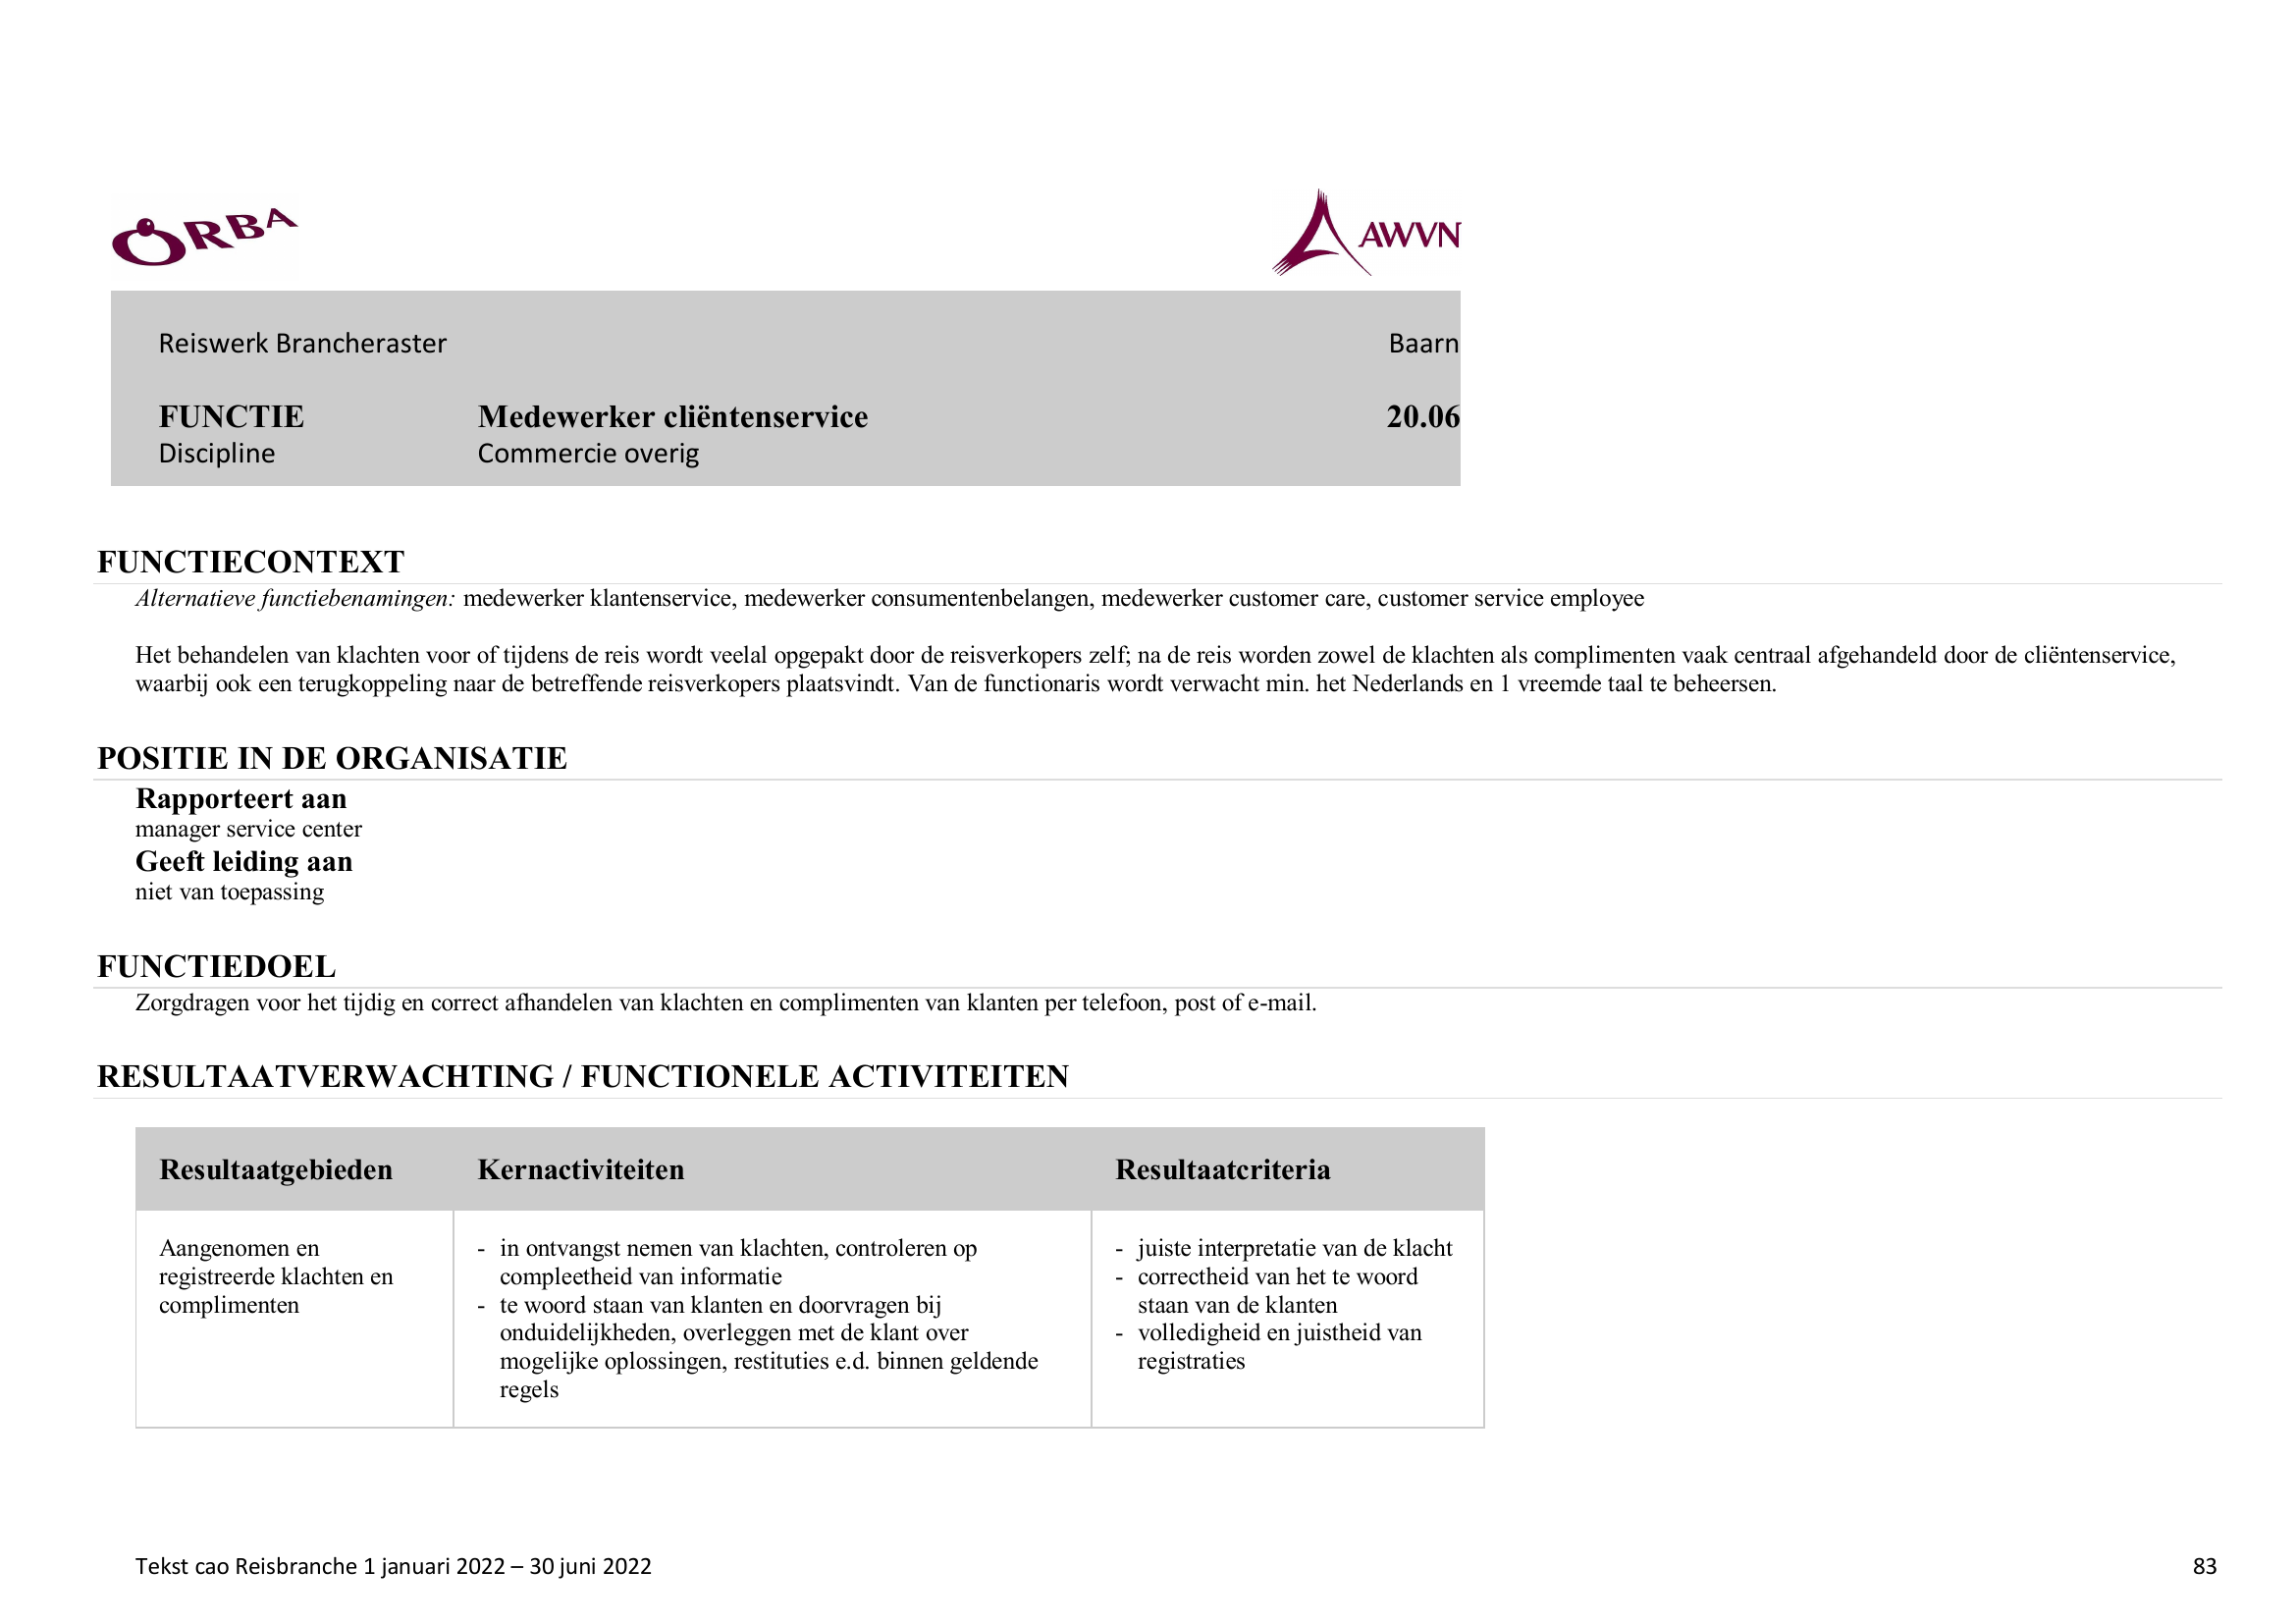 ORBA
AWVN
Reiswerk Brancheraster Baarn
FUNCTIE Medewerker cliëntenservice 20.06
Discipline Commercie overig
FUNCTIECONTEXT
Alternatieve functiebenamingen: medewerker klantenservice, medewerker consumentenbelangen, medewerker customer care, customer service employee
Het behandelen van klachten voor of tijdens de reis wordt veelal opgepakt door de reisverkopers zelf; na de reis worden zowel de klachten als complimenten vaak centraal afgehandeld door de cliëntenservice,
waarbij ook een terugkoppeling naar de betreffende reisverkopers plaatsvindt. Van de functionaris wordt verwacht min. het Nederlands en 1 vreemde taal te beheersen.
POSITIE IN DE ORGANISATIE
Rapporteert aan
manager service center
Geeft leiding aan
niet van toepassing
FUNCTIEDOEL
Zorgdragen voor het tijdig en correct afhandelen van klachten en complimenten van klanten per telefoon, post of e-mail.
RESULTAATVERWACHTING / FUNCTIONELE ACTIVITEITEN
Resultaatgebieden Kernactiviteiten Resultaatcriteria
Aangenomen en
registreerde klachten en
complimenten
- in ontvangst nemen van klachten, controleren op
compleetheid van informatie
- te woord staan van klanten en doorvragen bij
onduidelijkheden, overleggen met de klant over
mogelijke oplossingen, restituties e.d. binnen geldende
regels
- juiste interpretatie van de klacht
- correctheid van het te woord
staan van de klanten
- volledigheid en juistheid van
registraties
Tekst cao Reisbranche 1 januari 2022 – 30 juni 2022 83